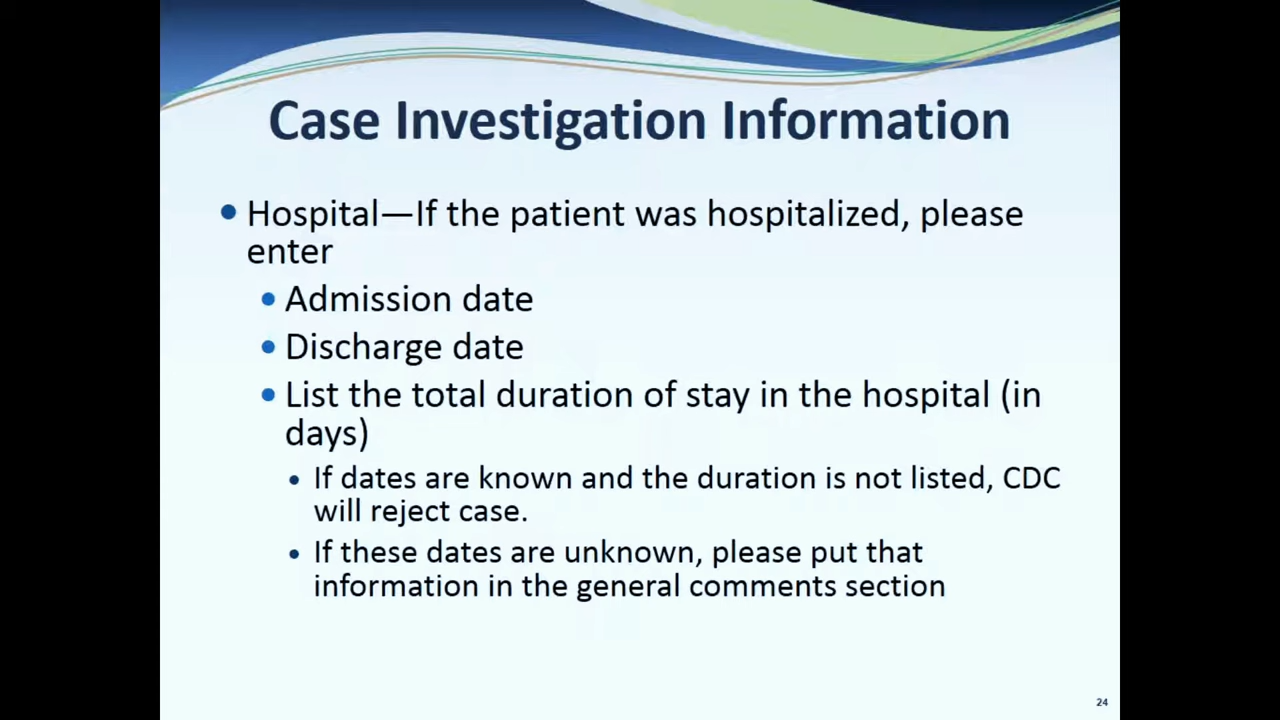 Case Investigation Information
• Hospital—If the patient was hospitalized, please
enter
• Admission date
• Discharge date
• List the total duration of stay in the hospital (in
days)
• If dates are known and the duration is not listed, CDC
will reject case.
• If these dates are unknown, please put that
information in the general comments section
24